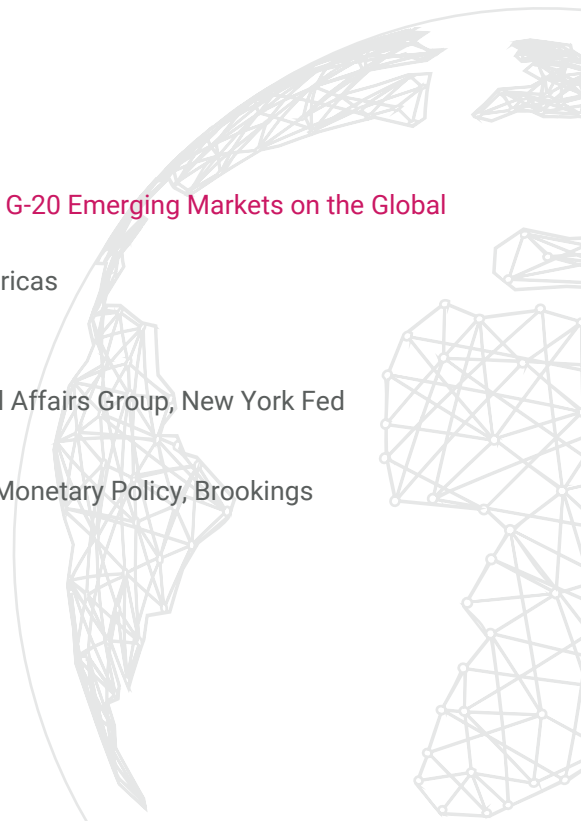 G-20 Emerging Markets on the Global
ricas
l Affairs Group, New York Fed
Monetary Policy, Brookings